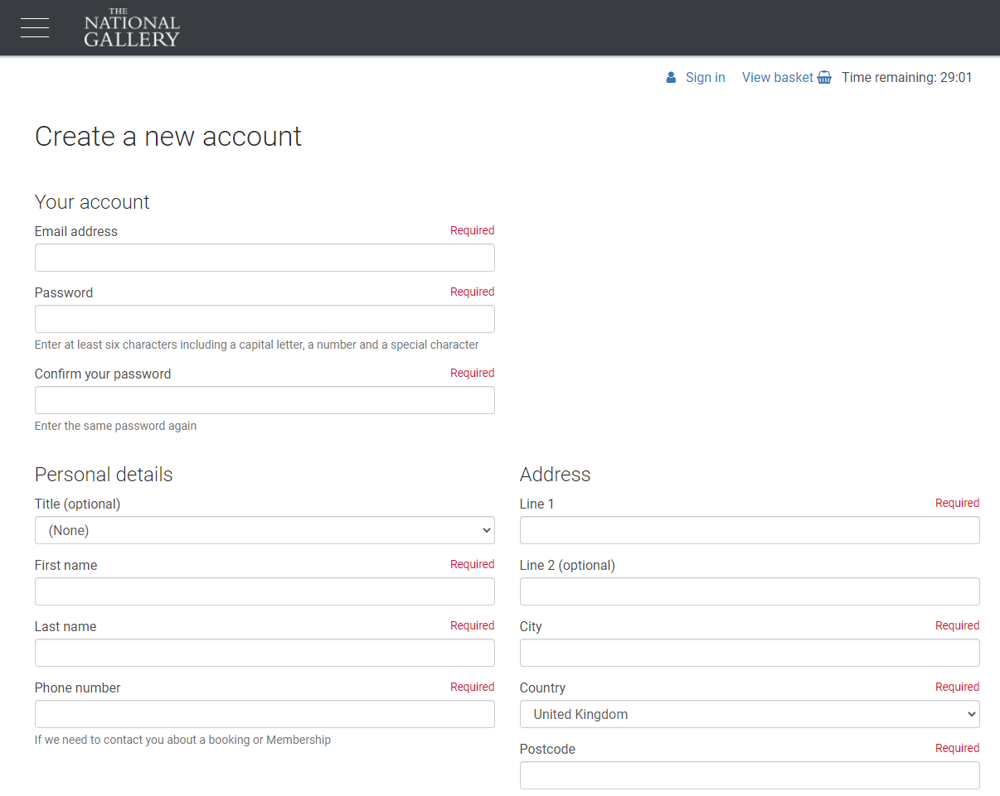 THE
NATIONAL
GALLERY
Sign in View basket Time remaining: 29:01
Create a new account
Your account
Email address Required
Password Required
Enter at least six characters including a capital letter, a number and a special character
Confirm your password Required
Enter the same password again
Personal details
Title (optional)
(None)
First name Required
Last name Required
Phone number Required
If we need to contact you about a booking or Membership
Address
Line 1 Required
Line 2 (optional)
City Required
Country Required
United Kingdom
Postcode Required